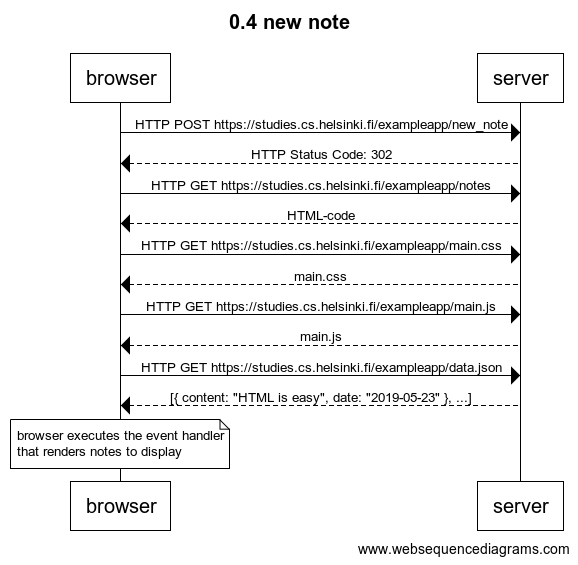 0.4 new note
browser
server
HTTP POST https://studies.cs.helsinki.fi/exampleapp/new_note
HTTP Status Code: 302
HTTP GET https://studies.cs.helsinki.fi/exampleapp/notes
HTML-code
HTTP GET https://studies.cs.helsinki.fi/exampleapp/main.css
main.css
HTTP GET https://studies.cs.helsinki.fi/exampleapp/main.js
main.js
HTTP GET https://studies.cs.helsinki.fi/exampleapp/data.json
[{ content: "HTML is easy", date: "2019-05-23" }, ...]
browser executes the event handler
that renders notes to display
browser
server
www.websequencediagrams.com